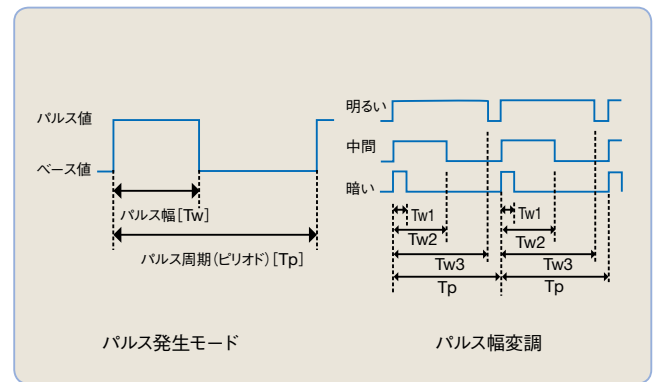 パルス値
ベース値
パルス幅[Tw]
パルス周期(ピリオド)[Tp]
パルス発生モード
明るい
中間
暗い
Tw1
Tw1
Tw2
Tw2
Tw3
Tw3
Tp
Tp
パルス幅変調